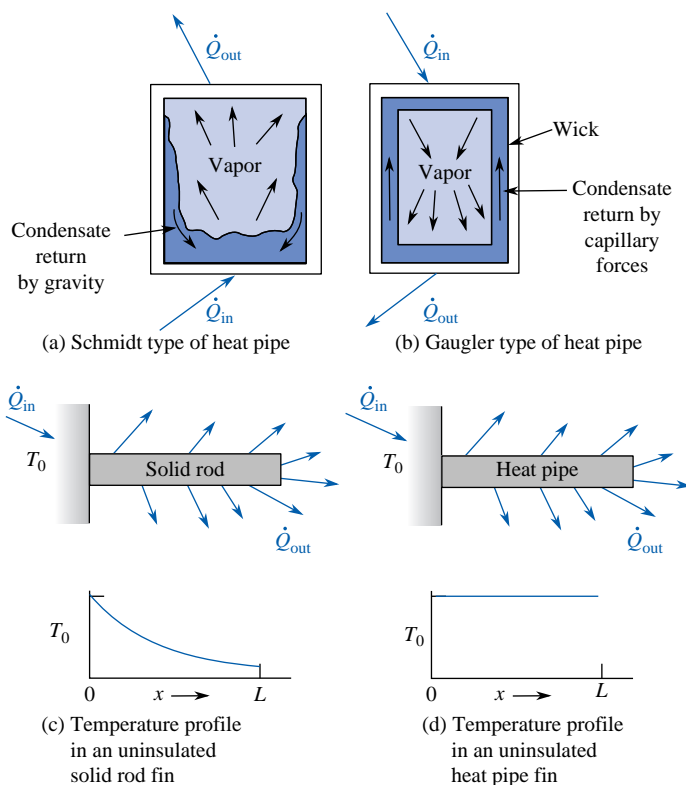 Q̇out
Vapor
Condensate
return
by gravity
Q̇in
(a) Schmidt type of heat pipe
Q̇in
Wick
Vapor
Condensate
return by
capillary
forces
Q̇out
(b) Gaugler type of heat pipe
Q̇in
T0
Solid rod
Q̇out
Q̇in
T0
Heat pipe
Q̇out
T0
0
x
L
(c) Temperature profile
in an uninsulated
solid rod fin
T0
0
x
L
(d) Temperature profile
in an uninsulated
heat pipe fin